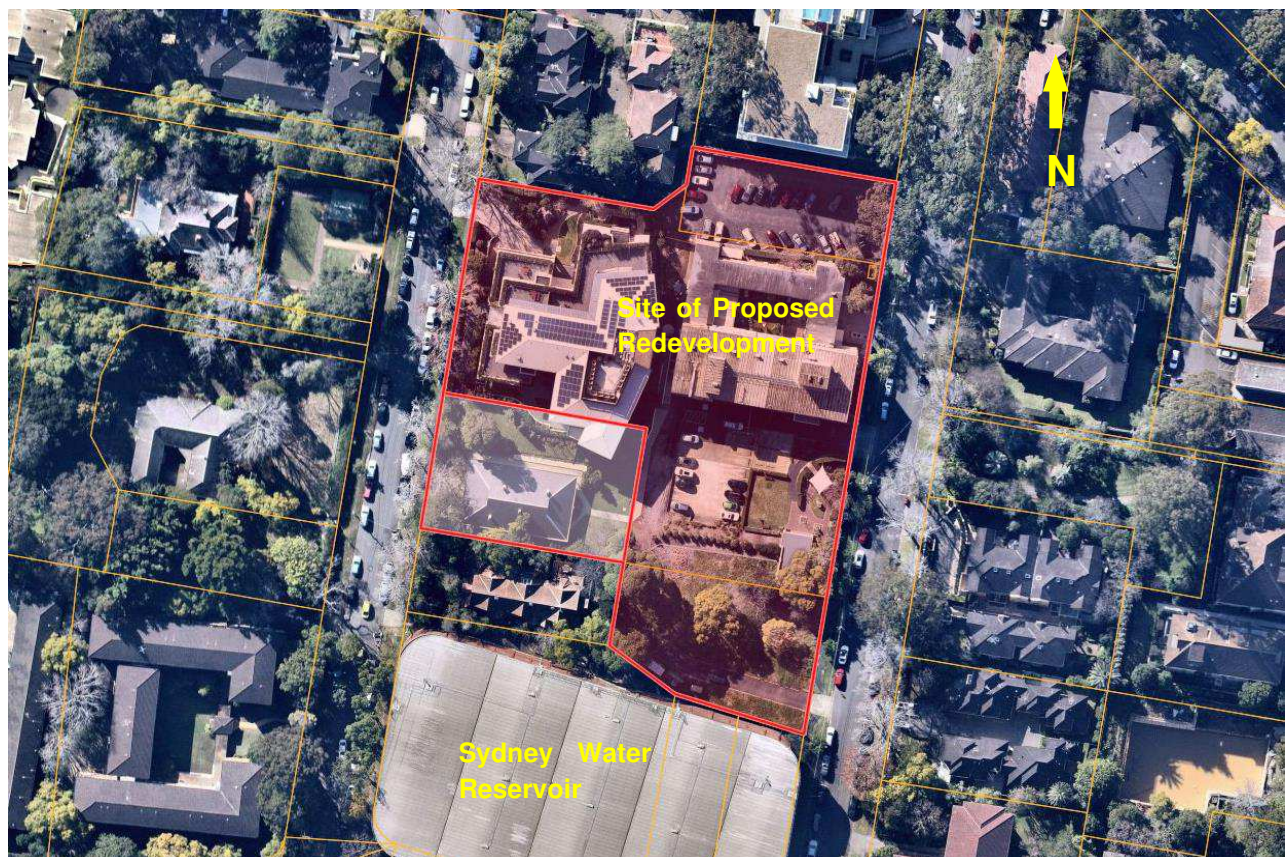 N
Site of Proposed
Redevelopment
Sydney Water
Reservoir